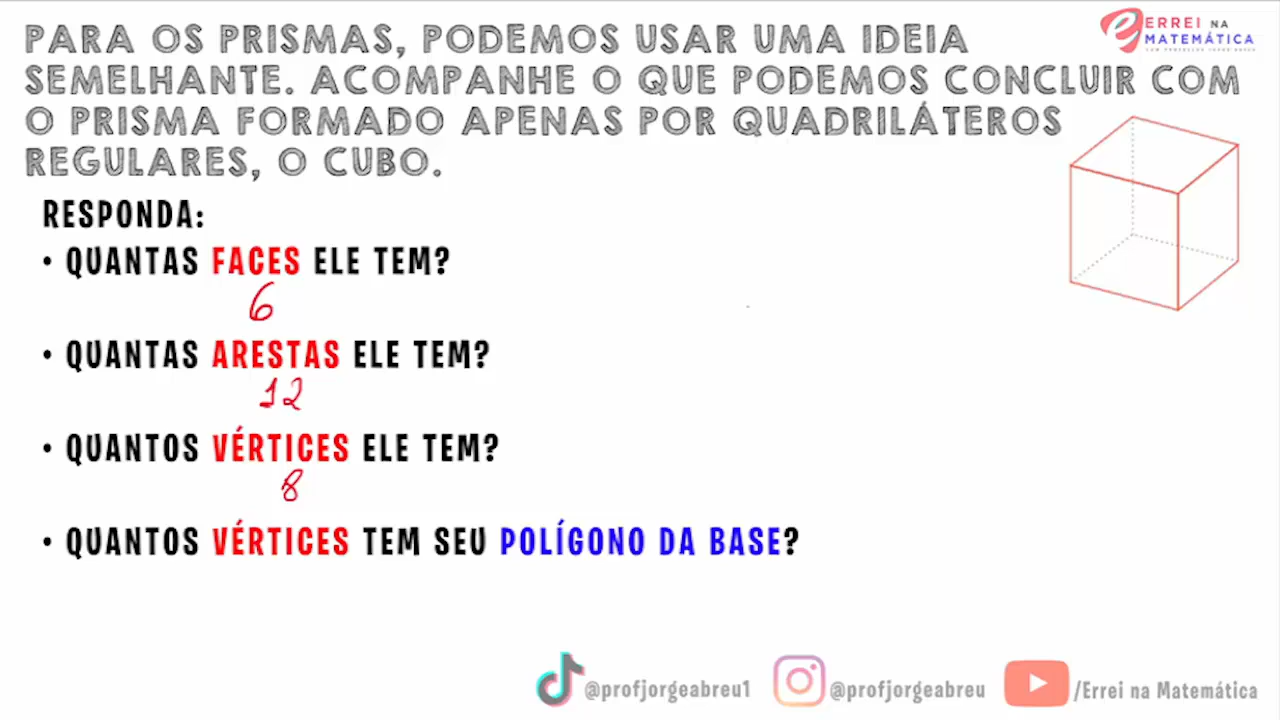 PARA OS PRISMAS, PODEMOS USAR UMA IDEIA
SEMELHANTE. ACOMPANHE O QUE PODEMOS CONCLUIR COM
O PRISMA FORMADO APENAS POR QUADRILÁTEROS
REGULARES, O CUBO.
ERREI NA
MATEMÁTICA
RESPONDA:
• QUANTAS FACES ELE TEM?
6
• QUANTAS ARESTAS ELE TEM?
12
• QUANTOS VÉRTICES ELE TEM?
8
• QUANTOS VÉRTICES TEM SEU POLÍGONO DA BASE?
@profjorgeabreu1 @profjorgeabreu /Errei na Matemática